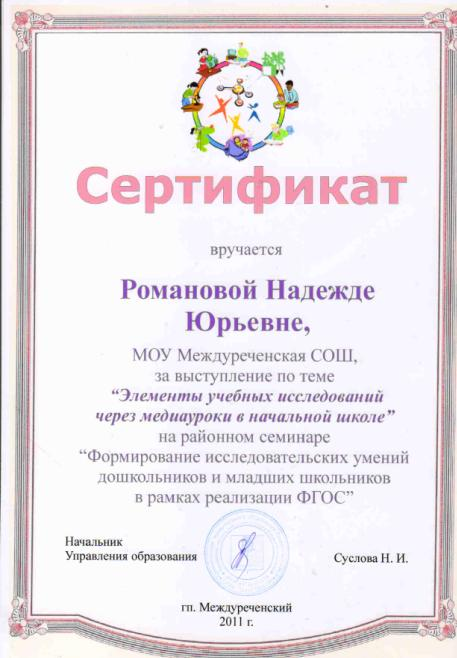 Сертификат
вручается
Романовой Надежде
Юрьевне,
МОУ Междуреченская СОШ,
за выступление по теме
“Элементы учебных исследований
через медиауроки в начальной школе”
на районном семинаре
“Формирование исследовательских умений
дошкольников и младших школьников
в рамках реализации ФГОС”
Начальник
Управления образования
Суслова Н. И.
гп. Междуреченский
2011 г.